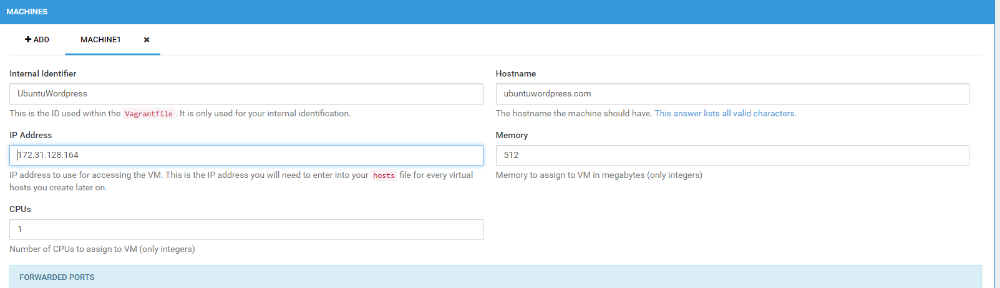 MACHINES
+ ADD MACHINE1 ×
Internal Identifier
UbuntuWordpress
This is the ID used within the Vagrantfile. It is only used for your internal identification.
Hostname
ubuntuwordpress.com
The hostname the machine should have. This answer lists all valid characters.
IP Address
172.31.128.164
IP address to use for accessing the VM. This is the IP address you will need to enter into your hosts file for every virtual
hosts you create later on.
Memory
512
Memory to assign to VM in megabytes (only integers)
CPUs
1
Number of CPUs to assign to VM (only integers)
FORWARDED PORTS